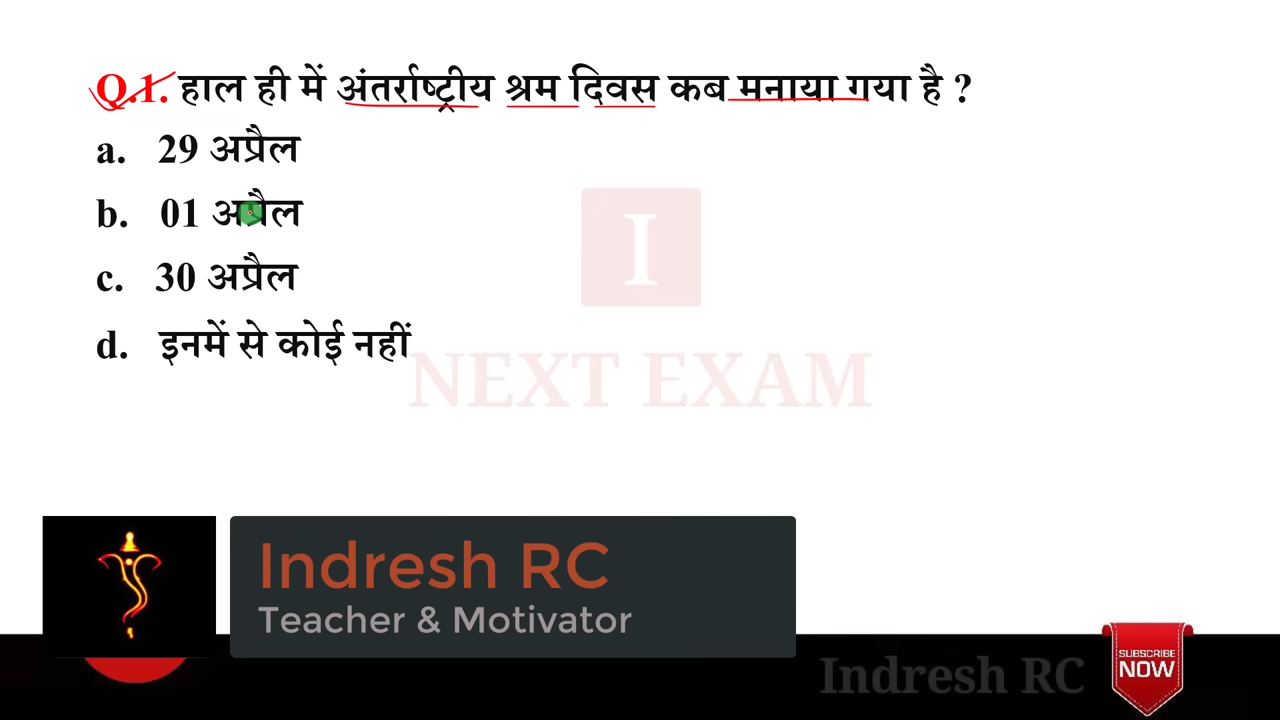 Q.1. हाल ही में अंतर्राष्ट्रीय श्रम दिवस कब मनाया गया है ?
a. 29 अप्रैल
b. 01 अप्रैल
I
c. 30 अप्रैल
d. इनमें से कोई नहीं
NEXT EXAM
Indresh RC
Teacher & Motivator
Indresh RC
SUBSCRIBE
NOW